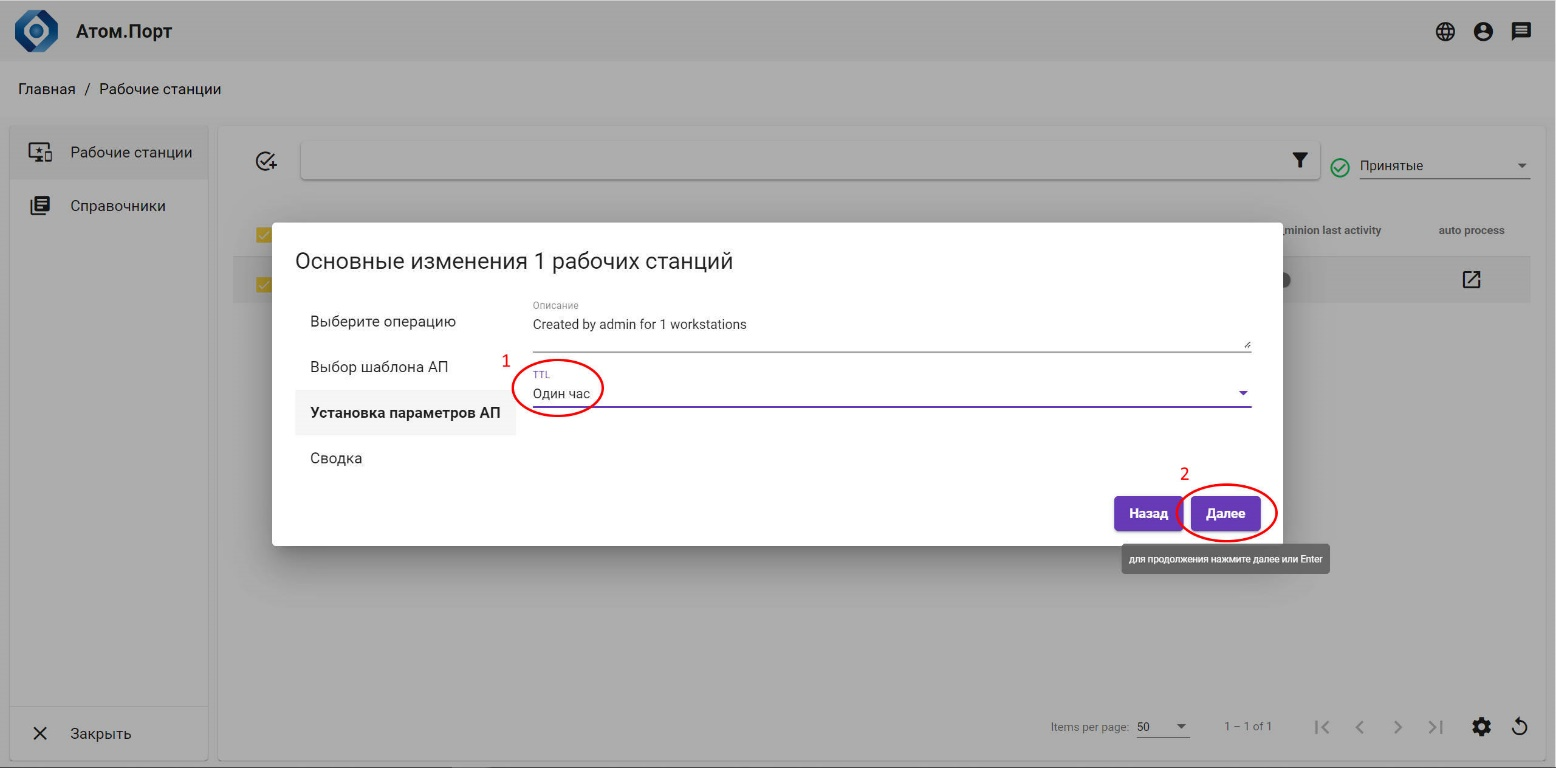 Атом.Порт
Главная / Рабочие станции
Рабочие станции
Справочники
Принятые
_minion last activity
auto process
Основные изменения 1 рабочих станций
Выберите операцию
Выбор шаблона АП
Установка параметров АП
Сводка
Описание
Created by admin for 1 workstations
1
TTL
Один час
2
Назад
Далее
для продолжения нажмите далее или Enter
Закрыть
Items per page: 50
1 – 1 of 1